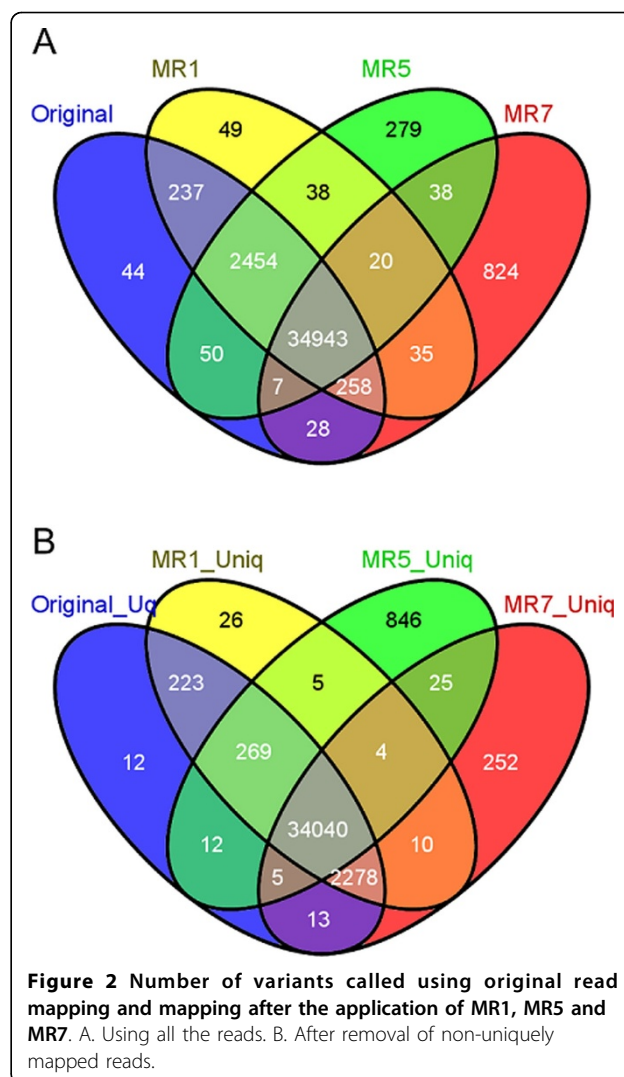 A
MR1 MR5
Original MR7
49 279
237 38 38
44 2454 20 824
34943
50 35
7 258
28
B
MR1_Uniq MR5_Uniq
Original_Uq MR7_Uniq
26 846
223 5 25
12 269 4 252
34040
12 10
5 2278
13
Figure 2 Number of variants called using original read
mapping and mapping after the application of MR1, MR5 and
MR7. A. Using all the reads. B. After removal of non-uniquely
mapped reads.